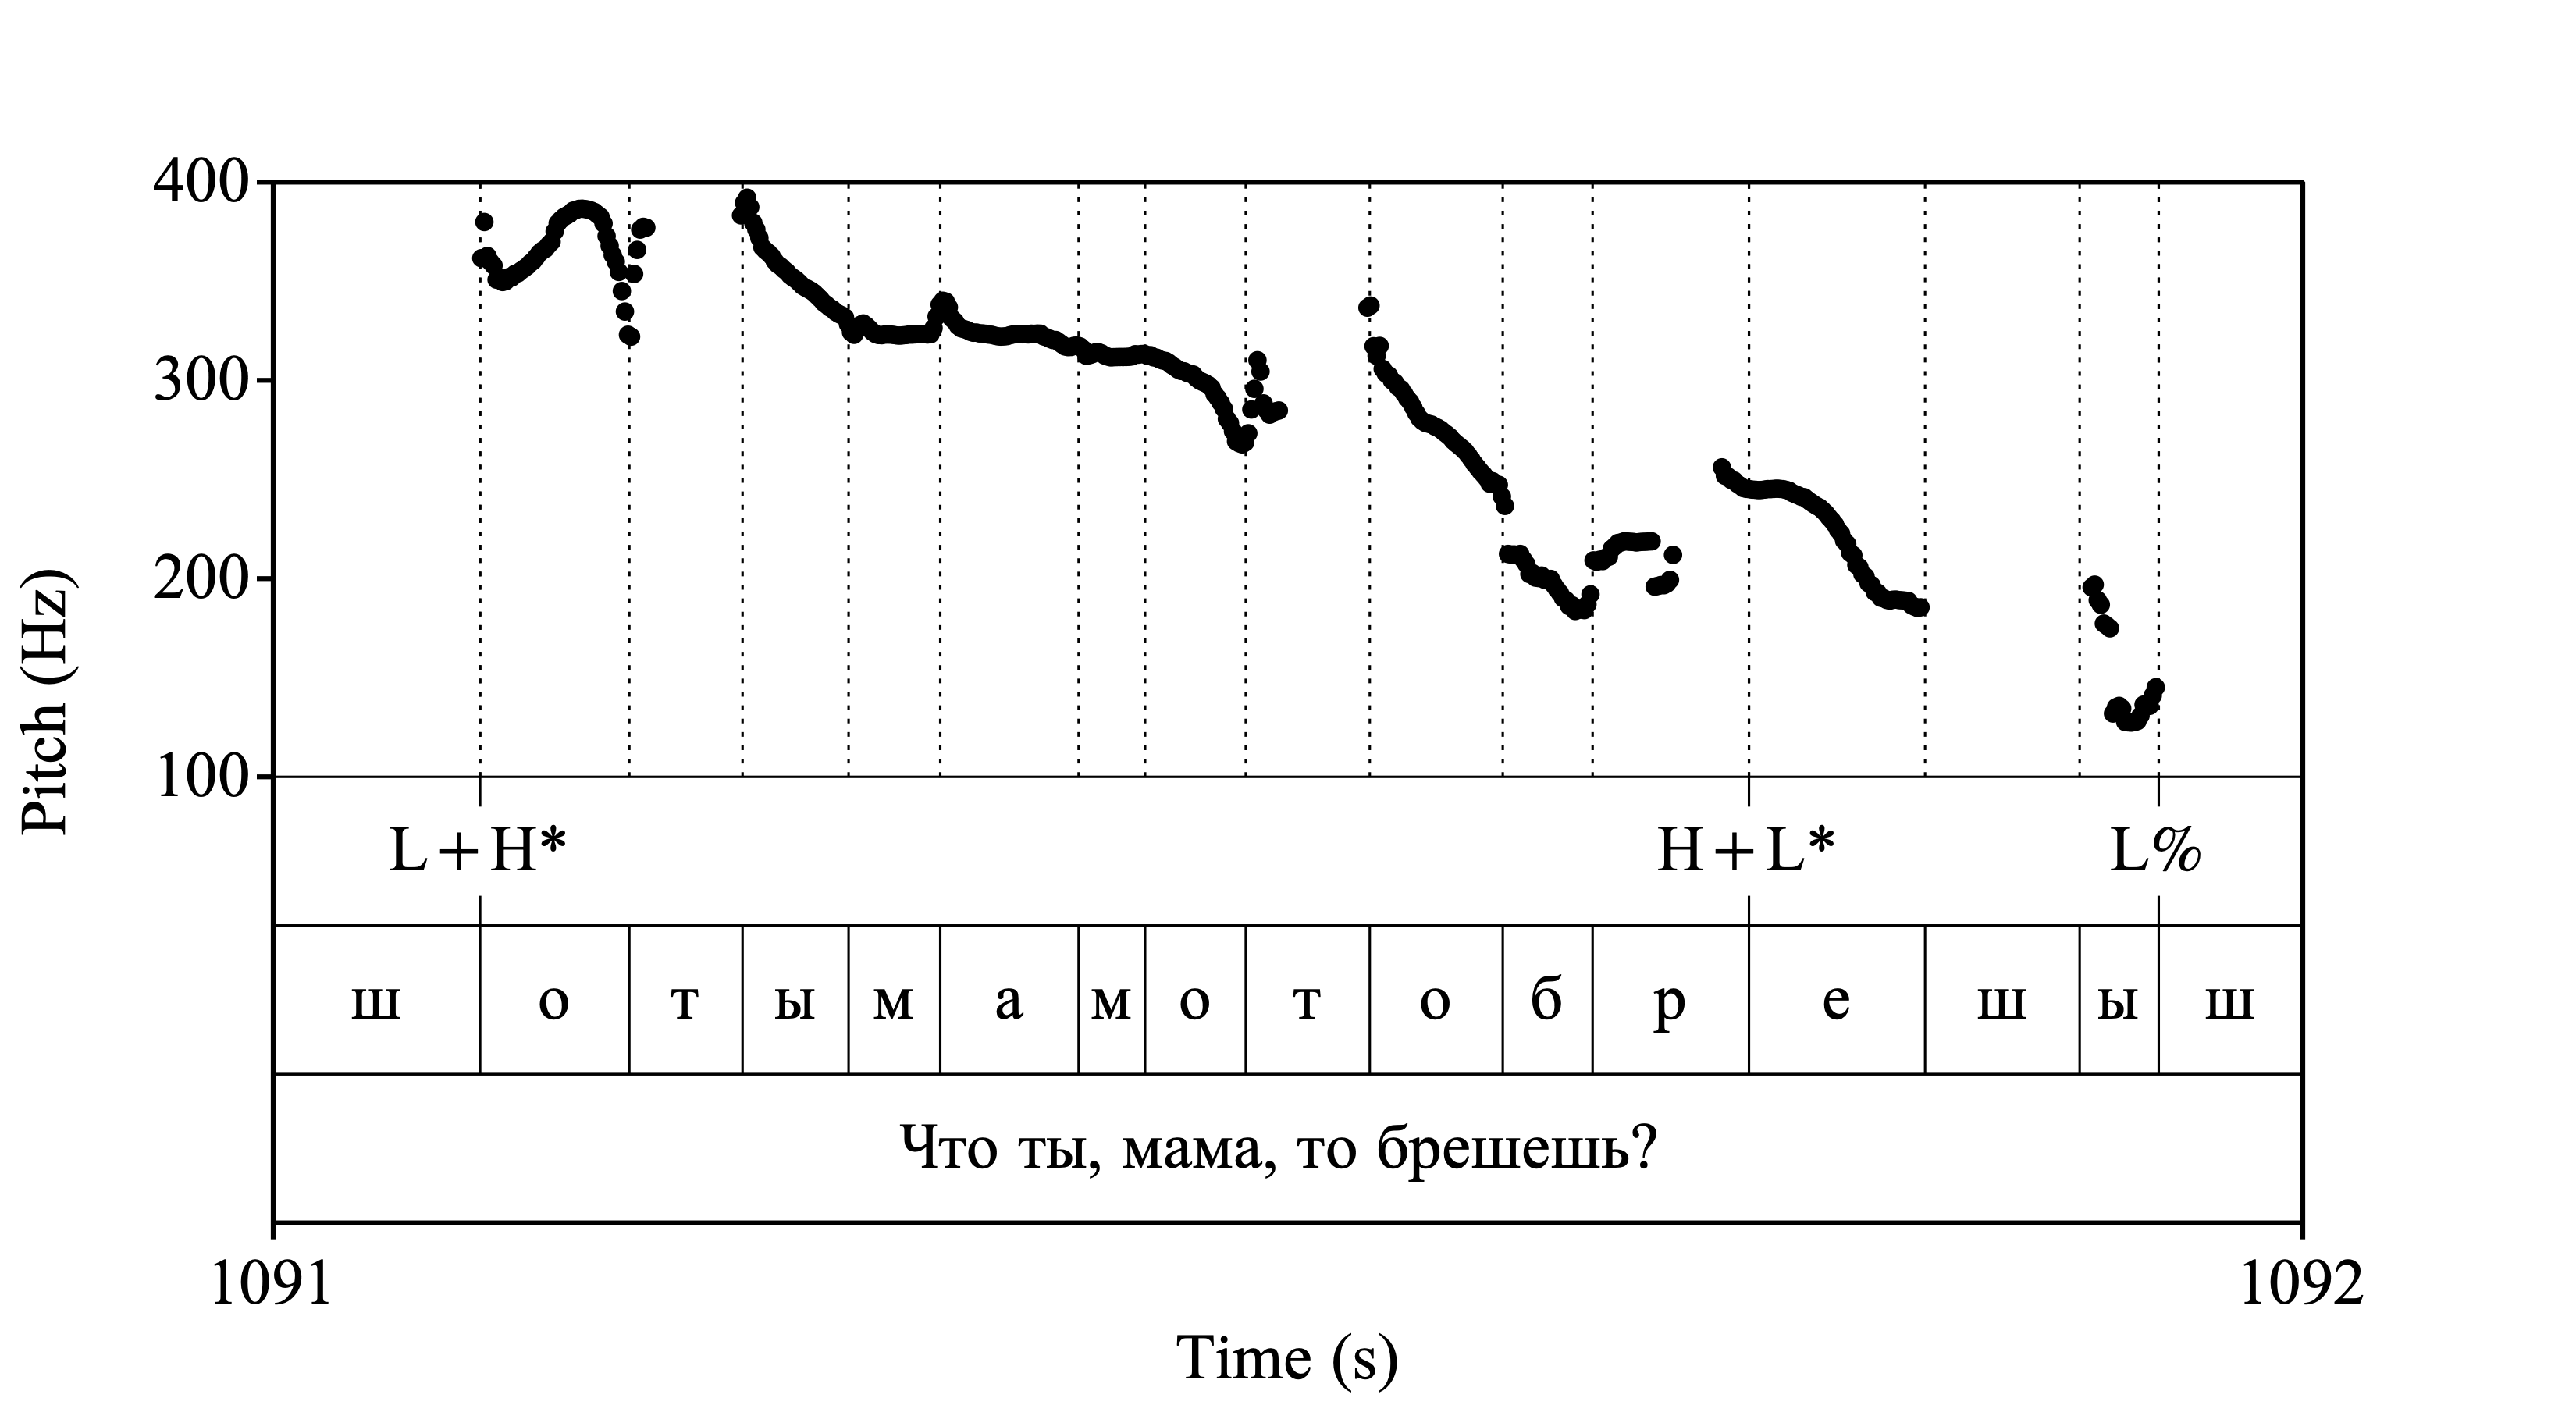 400
300
200
100
Pitch (Hz)
L+H* H+L* L%
ш о т ы м а м о т о б р е ш ы ш
Что ты, мама, то брешешь?
1091 1092
Time (s)